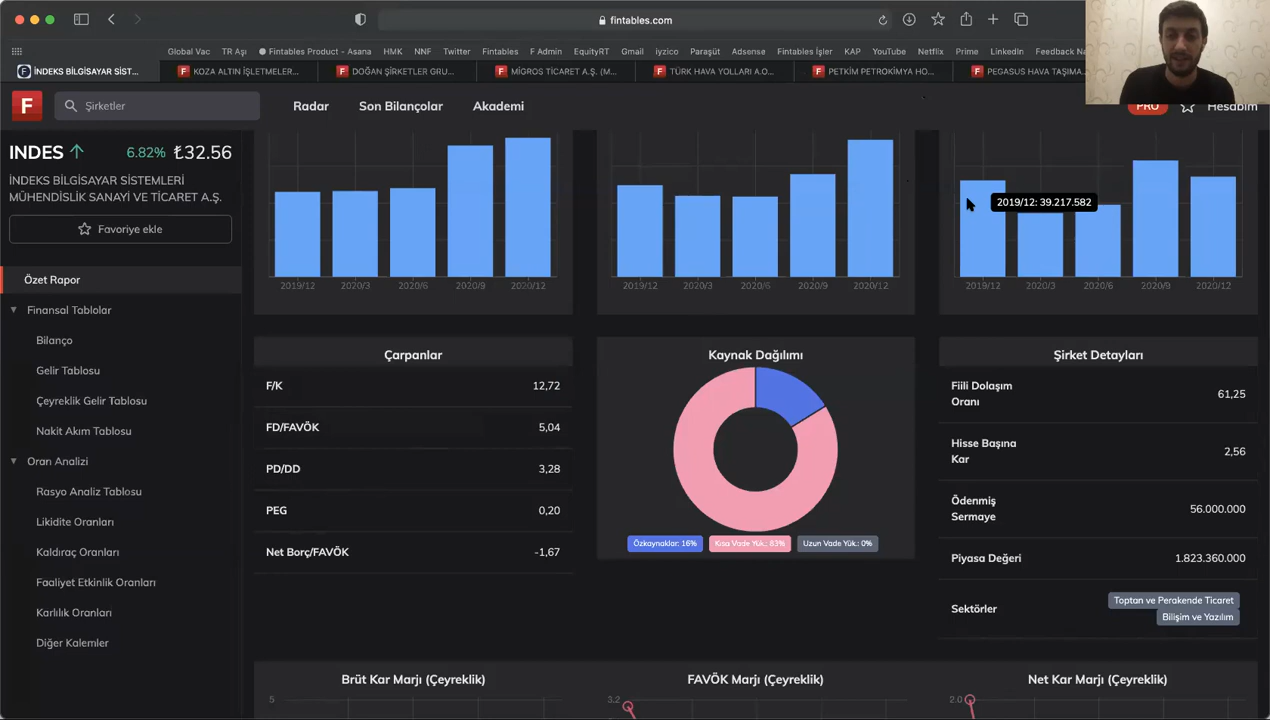 fintables.com
Global Vac TR Aşı Fintables Product - Asana HMK NNF Twitter Fintables F Admin EquityRT Gmail iyzico Paraşüt Adsense Fintables İşler KAP YouTube Netflix Prime LinkedIn Feedback Ne
İNDEKS BİLGİSAYAR SİST...
KOZA ALTIN İŞLETMELER...
DOĞAN ŞİRKETLER GRU...
MİGROS TİCARET A.Ş. (M...
TÜRK HAVA YOLLARI A.O...
PETKİM PETROKİMYA HO...
PEGASUS HAVA TAŞIMA...
F
Şirketler
Radar
Son Bilançolar
Akademi
PRO
Hesabım
INDES
6.82% ₺32.56
İNDEKS BİLGİSAYAR SİSTEMLERİ
MÜHENDİSLİK SANAYİ VE TİCARET A.Ş.
Favoriye ekle
Özet Rapor
Finansal Tablolar
Bilanço
Gelir Tablosu
Çeyreklik Gelir Tablosu
Nakit Akım Tablosu
Oran Analizi
Rasyo Analiz Tablosu
Likidite Oranları
Kaldıraç Oranları
Faaliyet Etkinlik Oranları
Karlılık Oranları
Diğer Kalemler
2019/12 2020/3 2020/6 2020/9 2020/12
2019/12 2020/3 2020/6 2020/9 2020/12
2019/12: 39.217.582
2019/12 2020/3 2020/6 2020/9 2020/12
Çarpanlar
F/K 12,72
FD/FAVÖK 5,04
PD/DD 3,28
PEG 0,20
Net Borç/FAVÖK -1,67
Kaynak Dağılımı
Özkaynaklar: 16% Kısa Vade Yük.: 83% Uzun Vade Yük.: 0%
Şirket Detayları
Fiili Dolaşım
Oranı
61,25
Hisse Başına
Kar
2,56
Ödenmiş
Sermaye
56.000.000
Piyasa Değeri 1.823.360.000
Sektörler
Toptan ve Perakende Ticaret
Bilişim ve Yazılım
Brüt Kar Marjı (Çeyreklik)
5
FAVÖK Marjı (Çeyreklik)
3.2
Net Kar Marjı (Çeyreklik)
2.0